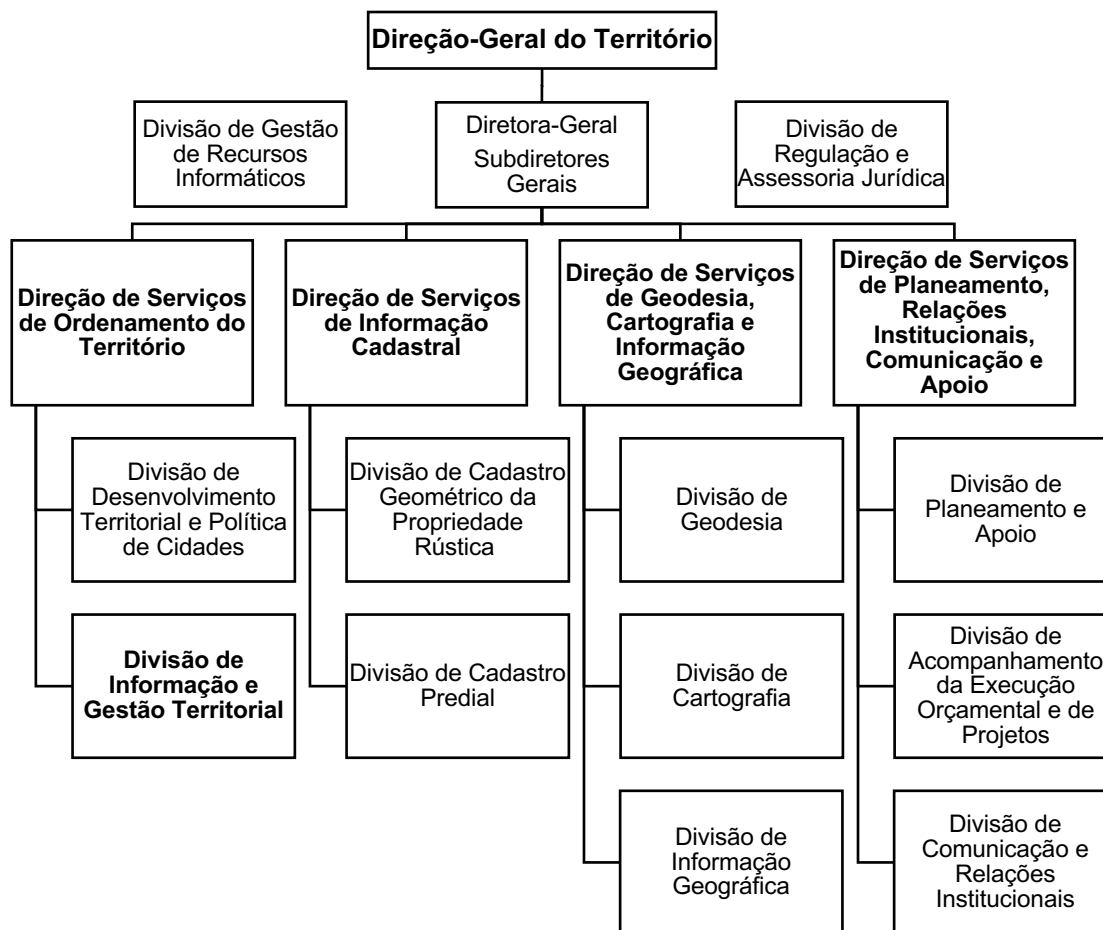 Direção-Geral do Território
Divisão de Gestão
de Recursos
Informáticos
Diretora-Geral
Subdiretores
Gerais
Divisão de
Regulação e
Assessoria Jurídica
Direção de Serviços
de Ordenamento do
Território
Direção de Serviços
de Informação
Cadastral
Direção de Serviços
de Geodesia,
Cartografia e
Informação
Geográfica
Direção de Serviços
de Planeamento,
Relações
Institucionais,
Comunicação e
Apoio
Divisão de
Desenvolvimento
Territorial e Política
de Cidades
Divisão de Cadastro
Geométrico da
Propriedade
Rústica
Divisão de
Geodesia
Divisão de
Planeamento e
Apoio
Divisão de
Informação e
Gestão Territorial
Divisão de Cadastro
Predial
Divisão de
Cartografia
Divisão de
Acompanhamento
da Execução
Orçamental e de
Projetos
Divisão de
Informação
Geográfica
Divisão de
Comunicação e
Relações
Institucionais